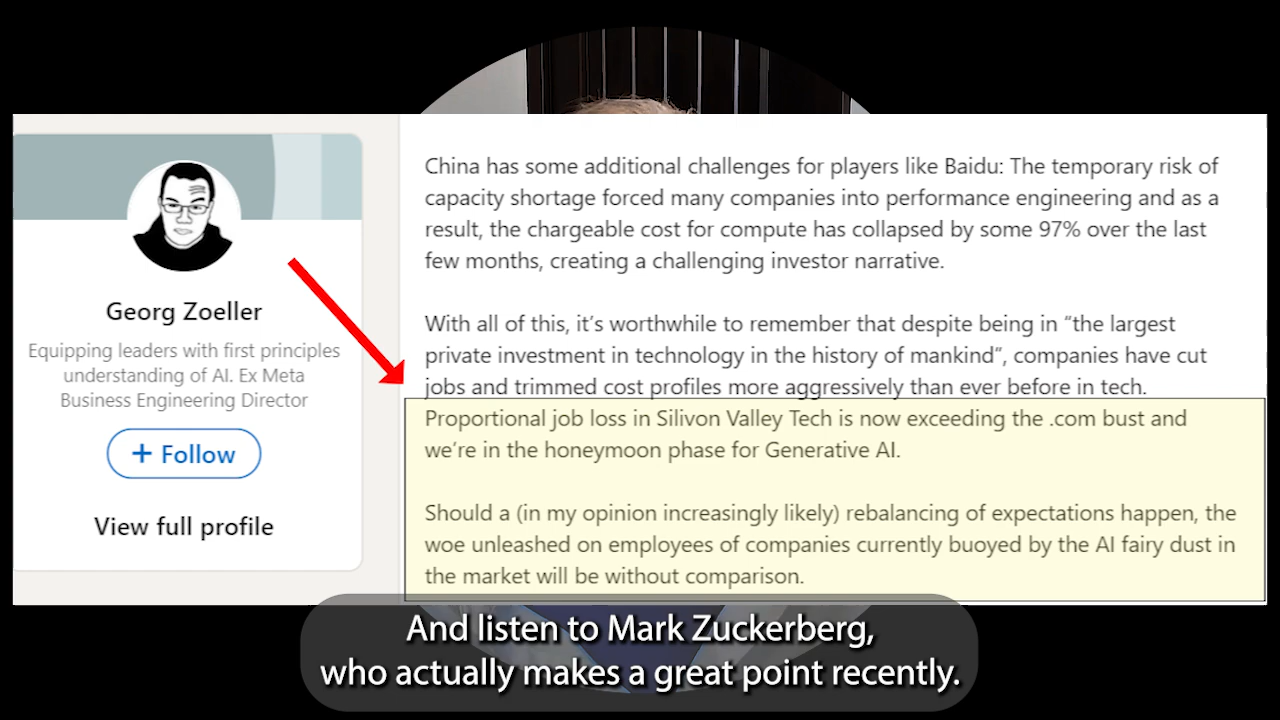 Georg Zoeller
Equipping leaders with first principles
understanding of AI. Ex Meta
Business Engineering Director
+ Follow
View full profile
China has some additional challenges for players like Baidu: The temporary risk of
capacity shortage forced many companies into performance engineering and as a
result, the chargeable cost for compute has collapsed by some 97% over the last
few months, creating a challenging investor narrative.
With all of this, it’s worthwhile to remember that despite being in “the largest
private investment in technology in the history of mankind”, companies have cut
jobs and trimmed cost profiles more aggressively than ever before in tech.
Proportional job loss in Silivon Valley Tech is now exceeding the .com bust and
we’re in the honeymoon phase for Generative AI.
Should a (in my opinion increasingly likely) rebalancing of expectations happen, the
woe unleashed on employees of companies currently buoyed by the AI fairy dust in
the market will be without comparison.
And listen to Mark Zuckerberg,
who actually makes a great point recently.